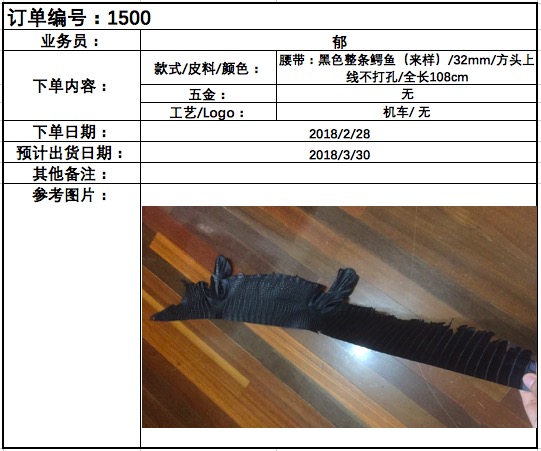 订单编号：1500
业务员：
郁
下单内容：
款式/皮料/颜色：
腰带：黑色整条鳄鱼（来样）/32mm/方头上
线不打孔/全长108cm
五金：
无
工艺/Logo：
机车/ 无
下单日期：
2018/2/28
预计出货日期：
2018/3/30
其他备注：
参考图片：